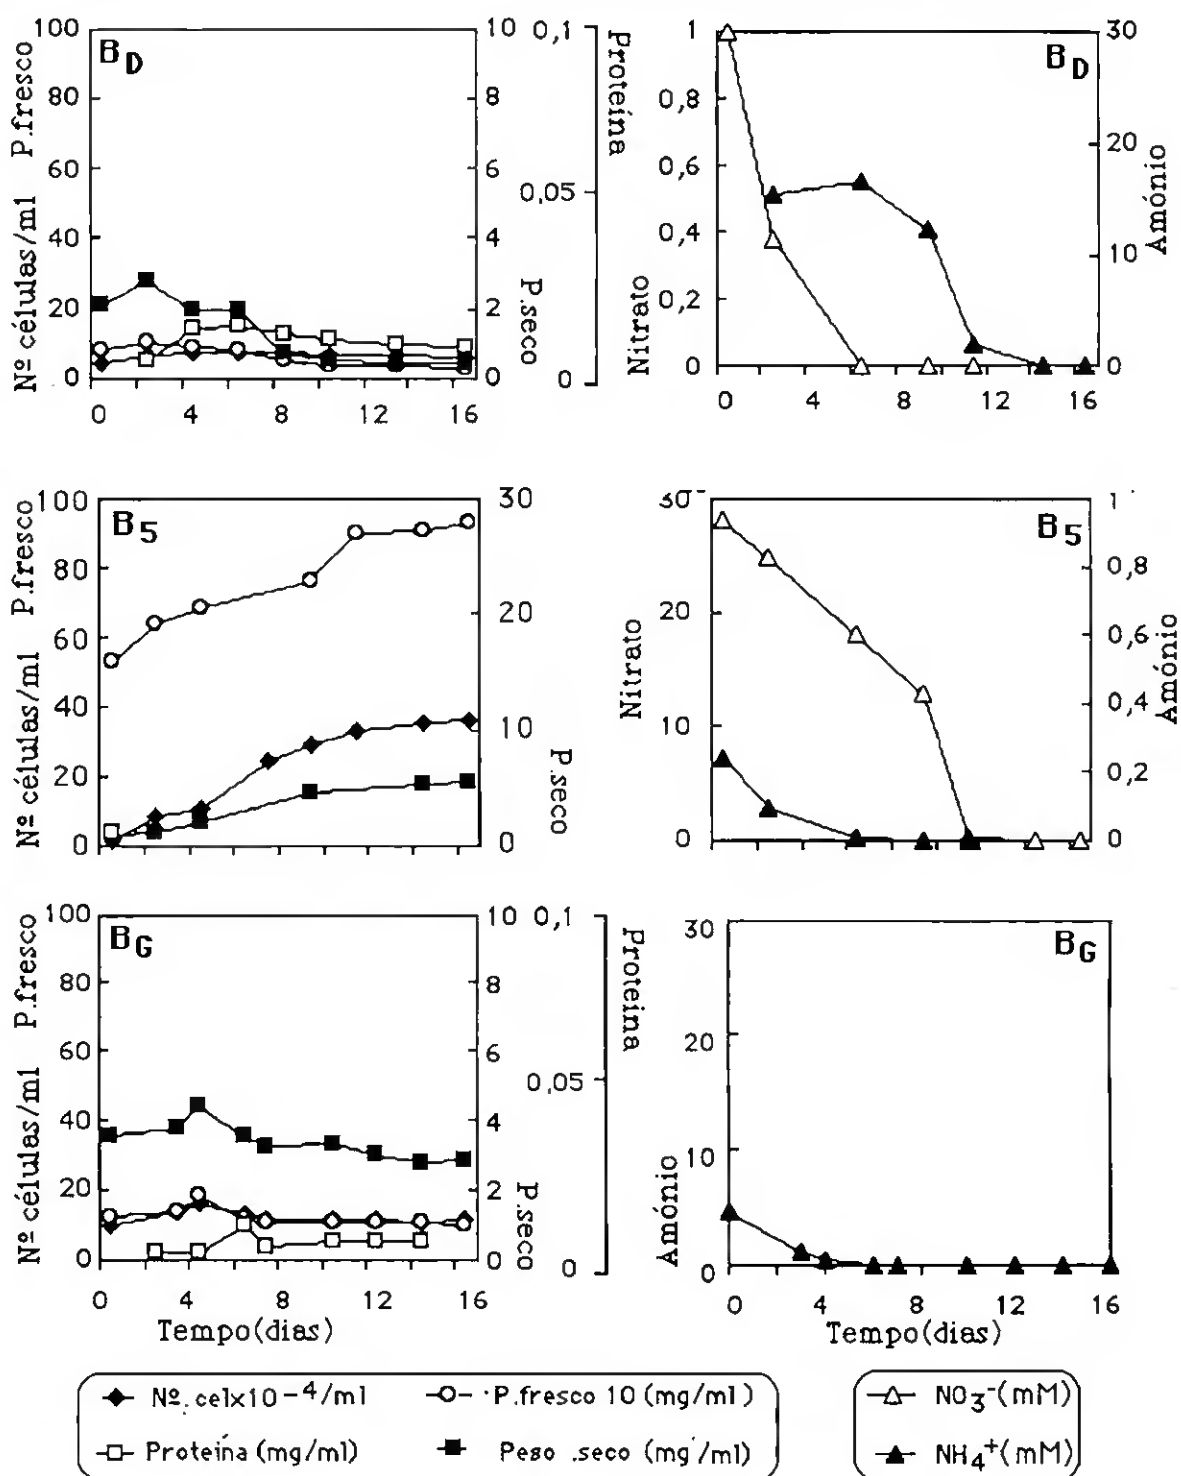 B D
Nº células/ml P.fresco
100
80
60
40
20
0
10
8
6
4
2
0
P.seco
0,1
0,05
0
Proteína
0 4 8 12 16
B D
Nitrato
1
0,8
0,6
0,4
0,2
0
30
20
10
0
Amónio
0 4 8 12 16
B5
Nº células/ml P.fresco
100
80
60
40
20
0
30
20
10
0
P.seco
B5
Nitrato
30
20
10
0
1
0,8
0,6
0,4
0,2
0
Amónio
BG
Nº células/ml P.fresco
100
80
60
40
20
0
10
8
6
4
2
0
P.seco
0,1
0,05
0
Proteina
0 4 8 12 16
Tempo(dias)
BG
Amónio
30
20
10
0
0 4 8 12 16
Tempo(dias)
Nº.celx10⁻⁴/ml
P.fresco 10 (mg/ml)
Proteína (mg/ml)
Peso .seco (mg/ml)
NO₃⁻(mM)
NH₄⁺(mM)